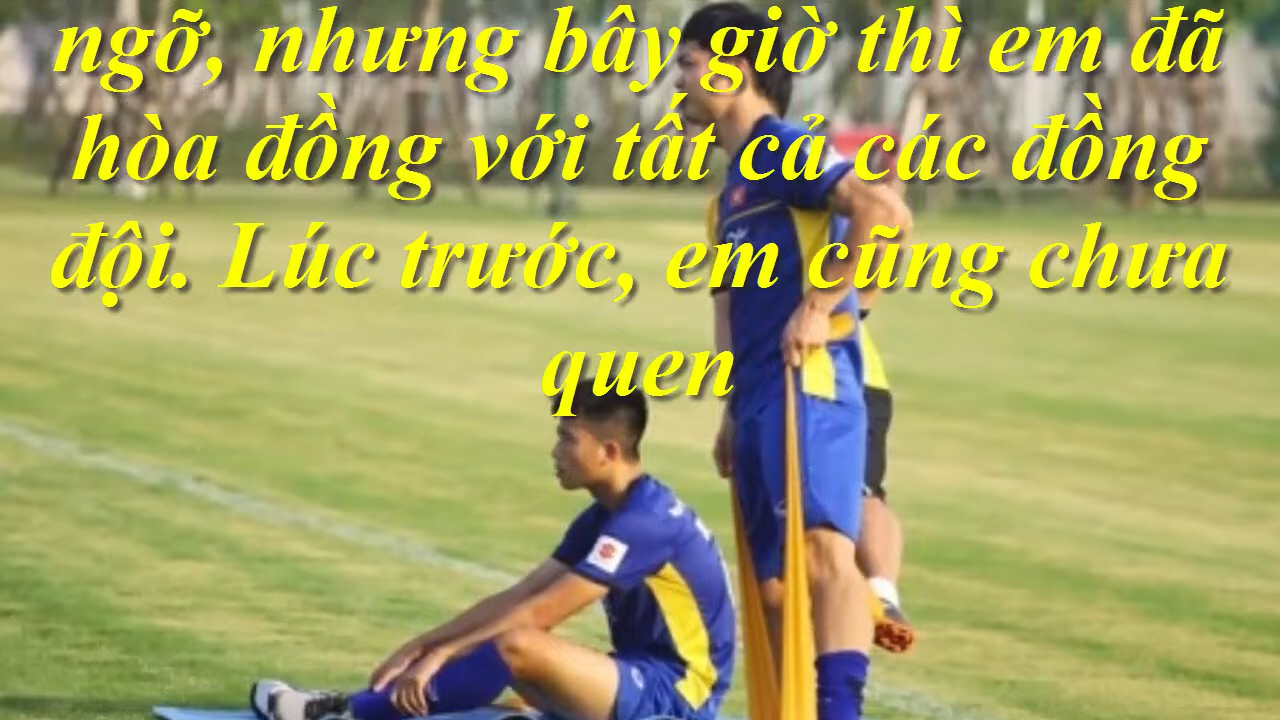 ngỡ, nhưng bây giờ thì em đã
hòa đồng với tất cả các đồng
đội. Lúc trước, em cũng chưa
quen